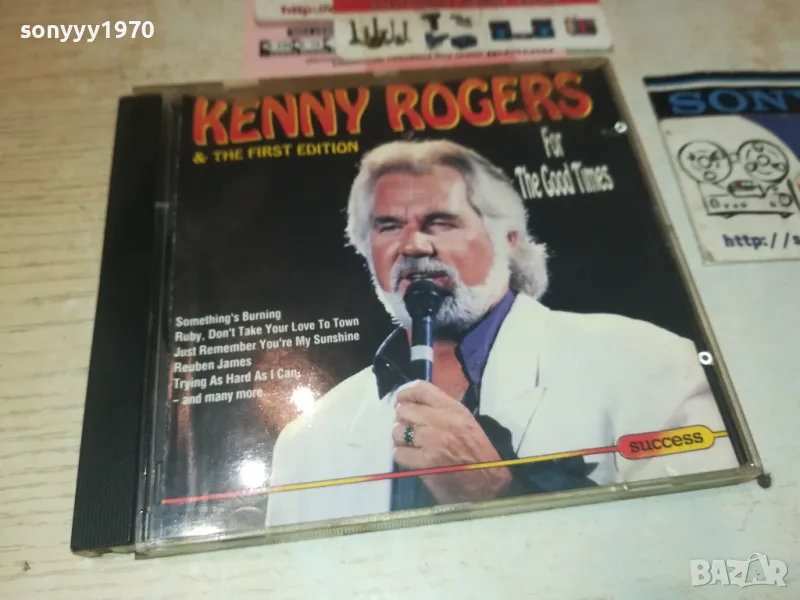 sonyyy1970
http:/
KENNY ROGERS
& THE FIRST EDITION
For
The Good Times
Something's Burning
Ruby, Don't Take Your Love To Town
Just Remember You're My Sunshine
Reuben James
Trying As Hard As I Can
- and many more
success
SONY
http://s
BAZAR